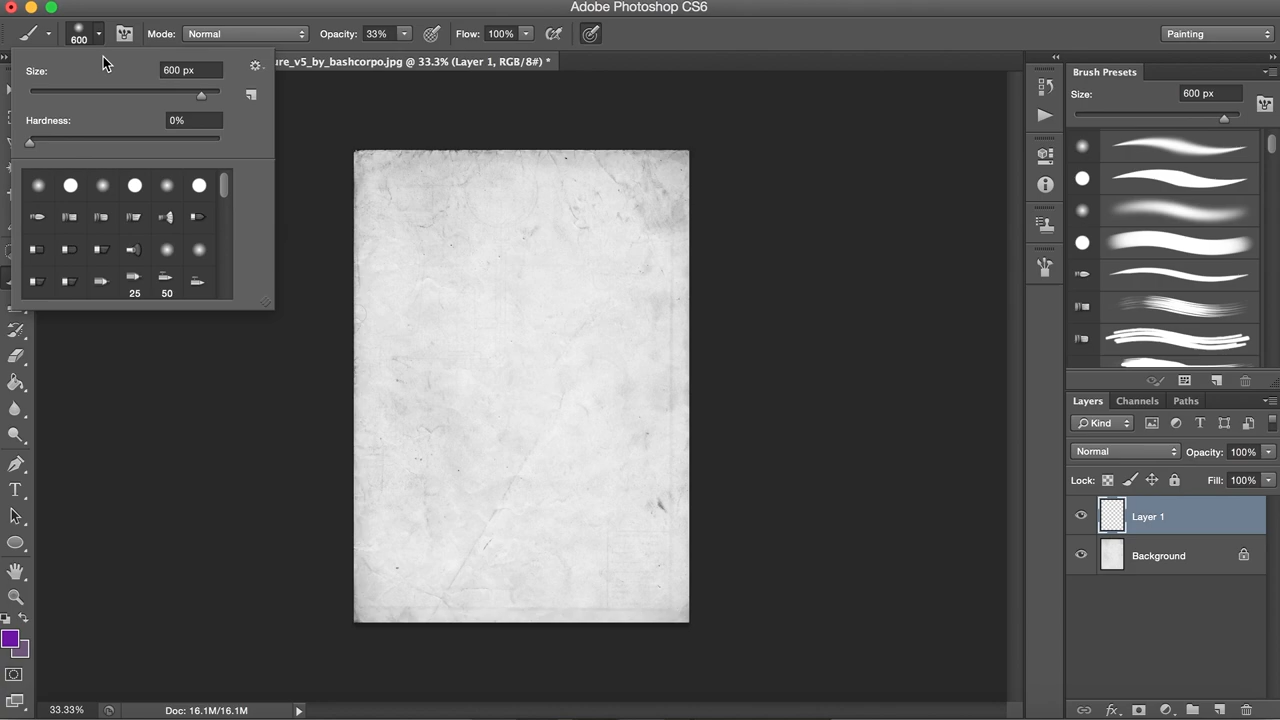 Adobe Photoshop CS6
600
Mode: Normal
Opacity: 33%
Flow: 100%
Painting
ure_v5_by_bashcorpo.jpg @ 33.3% (Layer 1, RGB/8#) *
Size: 600 px
Hardness: 0%
25 50
Brush Presets
Size: 600 px
Layers Channels Paths
Kind
Normal
Opacity: 100%
Lock:
Fill: 100%
Layer 1
Background
T
fx
33.33%
Doc: 16.1M/16.1M